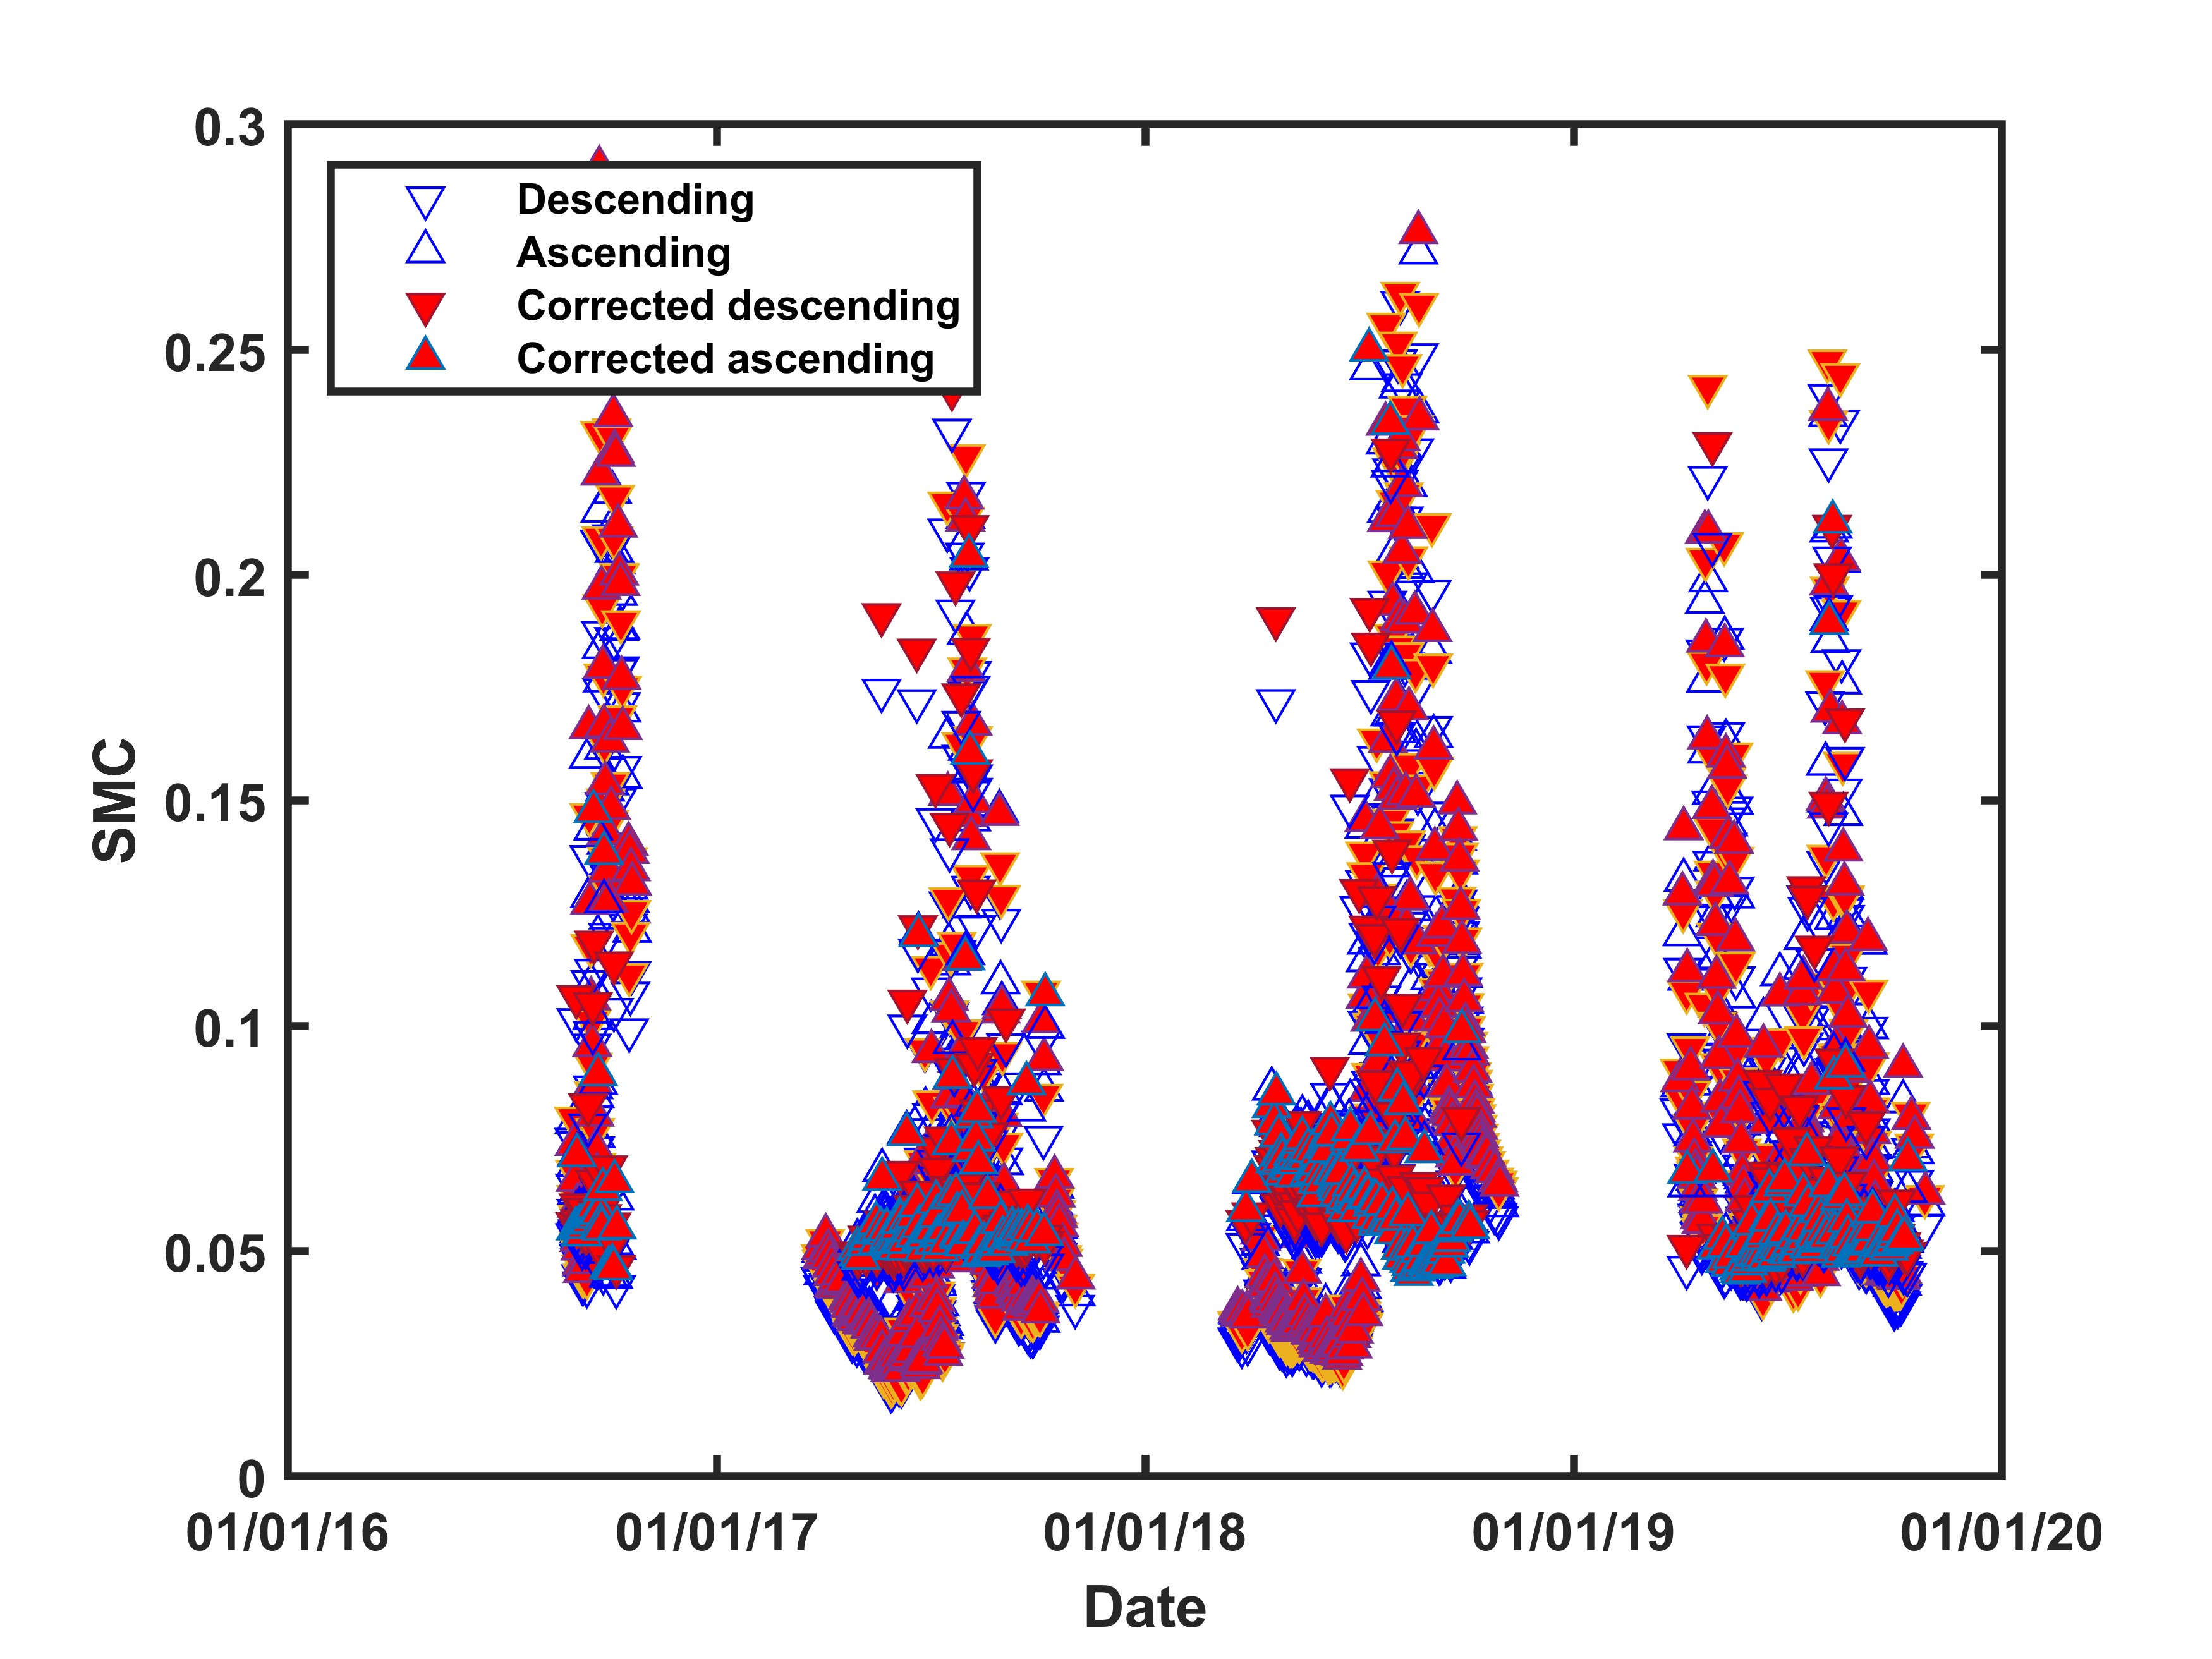 0.3
0.25
0.2
0.15
0.1
0.05
0
SMC
Descending
Ascending
Corrected descending
Corrected ascending
01/01/16
01/01/17
01/01/18
01/01/19
01/01/20
Date